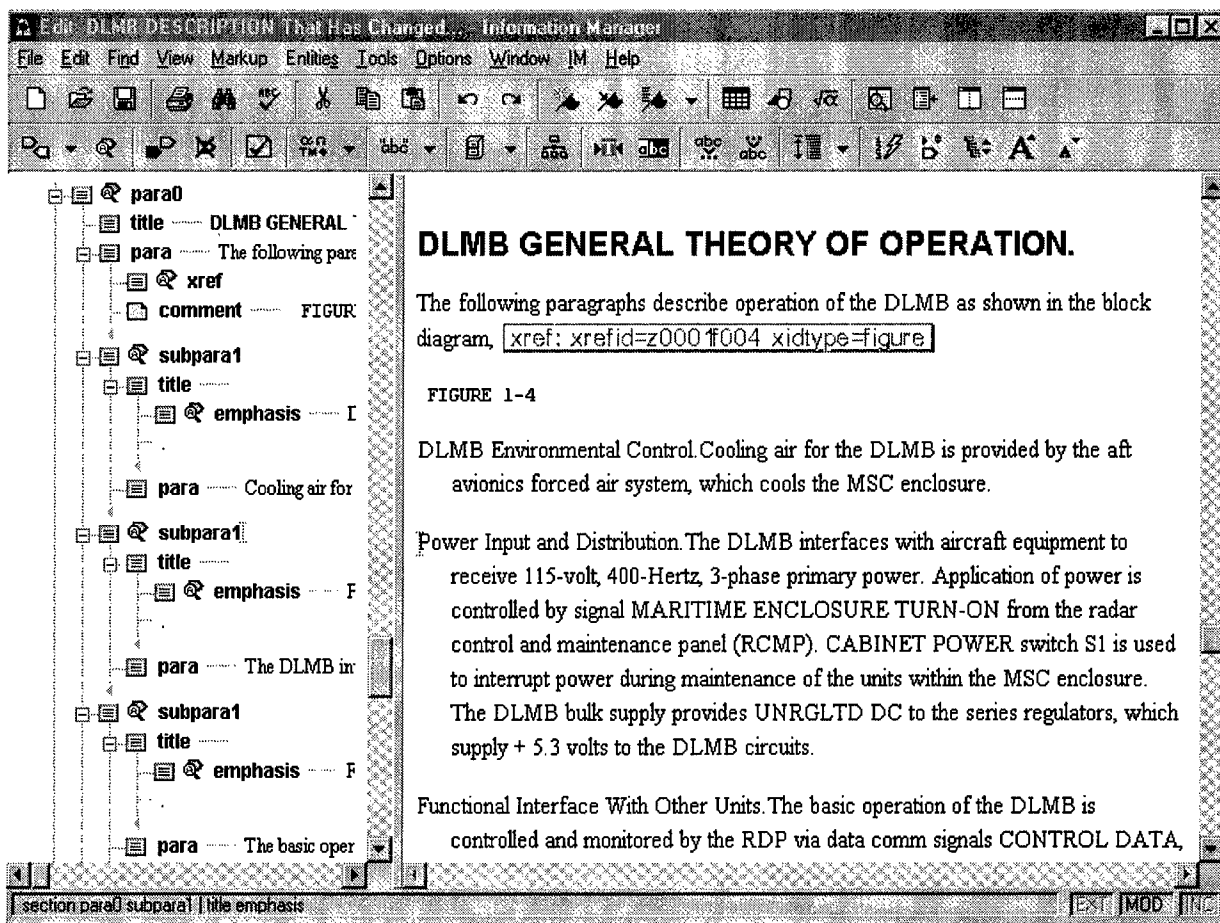 Edit DLMB DESCRIPTION That Has Changed... Information Manager
File Edit Find View Markup Entities Tools Options Window IM Help
para0
title DLMB GENERAL
para The following para
xref
comment FIGUR
subpara1
title
emphasis D
para Cooling air for
subpara1
title
emphasis P
para The DLMB in
subpara1
title
emphasis F
para The basic oper
DLMB GENERAL THEORY OF OPERATION.
The following paragraphs describe operation of the DLMB as shown in the block
diagram, xref: xrefid=z0001f004 xidtype=figure
FIGURE 1-4
DLMB Environmental Control.Cooling air for the DLMB is provided by the aft
avionics forced air system, which cools the MSC enclosure.
Power Input and Distribution.The DLMB interfaces with aircraft equipment to
receive 115-volt, 400-Hertz, 3-phase primary power. Application of power is
controlled by signal MARITIME ENCLOSURE TURN-ON from the radar
control and maintenance panel (RCMP). CABINET POWER switch S1 is used
to interrupt power during maintenance of the units within the MSC enclosure.
The DLMB bulk supply provides UNRGLTD DC to the series regulators, which
supply + 5.3 volts to the DLMB circuits.
Functional Interface With Other Units.The basic operation of the DLMB is
controlled and monitored by the RDP via data comm signals CONTROL DATA,
section para0 subpara1 title emphasis EXT MOD